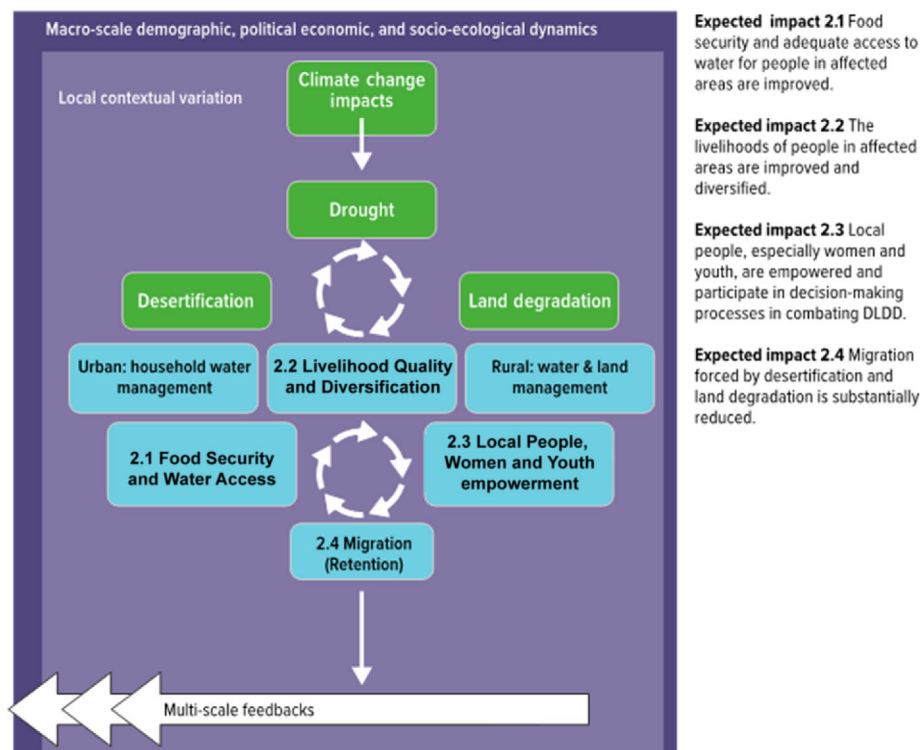 Macro-scale demographic, political economic, and socio-ecological dynamics
Local contextual variation
Climate change
impacts
Drought
Desertification
Land degradation
Urban: household water
management
2.2 Livelihood Quality
and Diversification
Rural: water & land
management
2.1 Food Security
and Water Access
2.3 Local People,
Women and Youth
empowerment
2.4 Migration
(Retention)
Multi-scale feedbacks
Expected impact 2.1 Food
security and adequate access to
water for people in affected
areas are improved.
Expected impact 2.2 The
livelihoods of people in affected
areas are improved and
diversified.
Expected impact 2.3 Local
people, especially women and
youth, are empowered and
participate in decision-making
processes in combating DLDD.
Expected impact 2.4 Migration
forced by desertification and
land degradation is substantially
reduced.